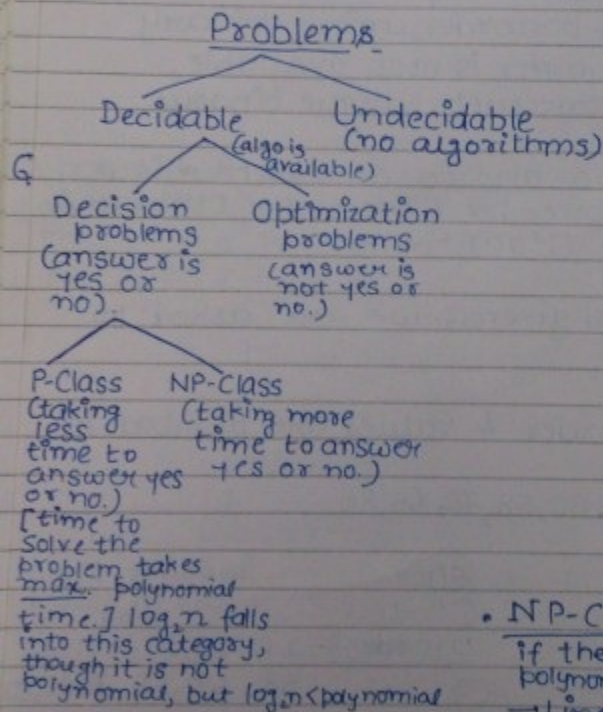 Problems
Decidable
(algo is
available)
Undecidable
(no algorithms)
G
Decision
problems
(answer is
yes or
no).
Optimization
problems
(answer is
not yes or
no.)
P-Class
(taking
less
time to
answer yes
or no.)
[time to
solve the
problem takes
max. polynomial
time.] log₂n falls
into this category,
though it is not
polynomial, but log₂n<polynomial
NP-Class
(taking more
time to answer
yes or no.)
• NP-C
if the
polyno